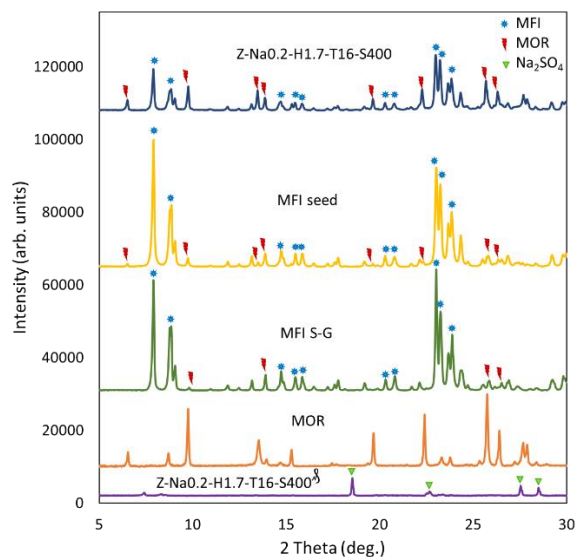 MFI
MOR
Na₂SO₄
Z-Na0.2-H1.7-T16-S400
MFI seed
MFI S-G
MOR
Z-Na0.2-H1.7-T16-S400
Intensity (arb. units)
120000
100000
80000
60000
40000
20000
0
5 10 15 20 25 30
2 Theta (deg.)